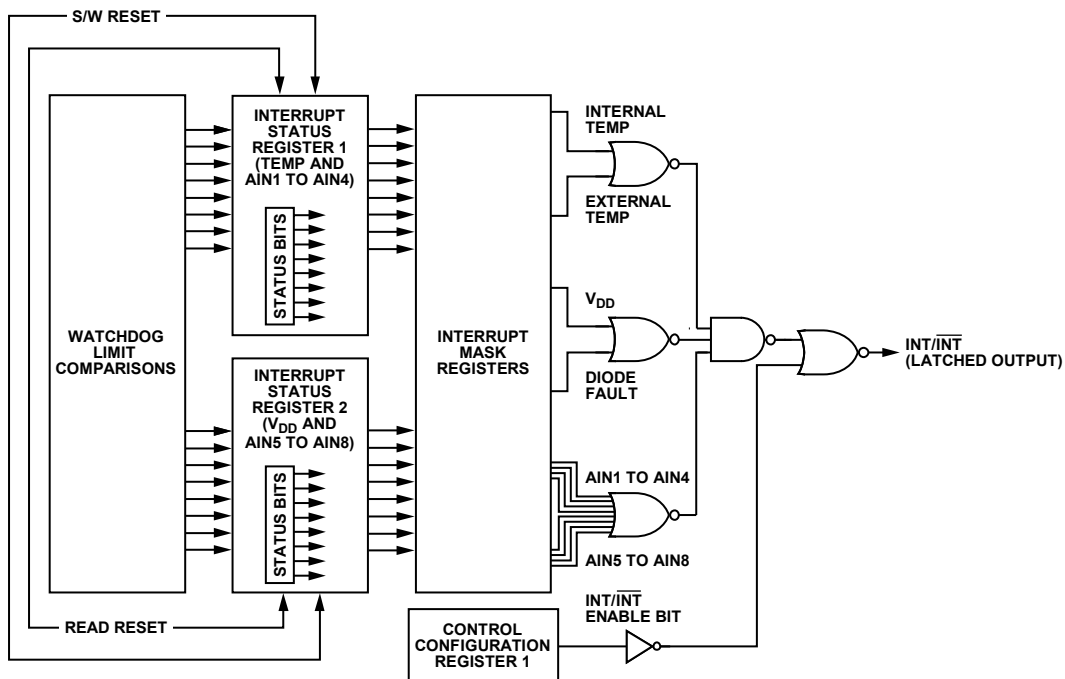 S/W RESET
WATCHDOG
LIMIT
COMPARISONS
INTERRUPT
STATUS
REGISTER 1
(TEMP AND
AIN1 TO AIN4)
STATUS BITS
INTERRUPT
STATUS
REGISTER 2
(VDD AND
AIN5 TO AIN8)
STATUS BITS
READ RESET
INTERRUPT
MASK
REGISTERS
INTERNAL
TEMP
EXTERNAL
TEMP
VDD
DIODE
FAULT
AIN1 TO AIN4
AIN5 TO AIN8
INT/I̅N̅T̅
ENABLE BIT
CONTROL
CONFIGURATION
REGISTER 1
INT/I̅N̅T̅
(LATCHED OUTPUT)